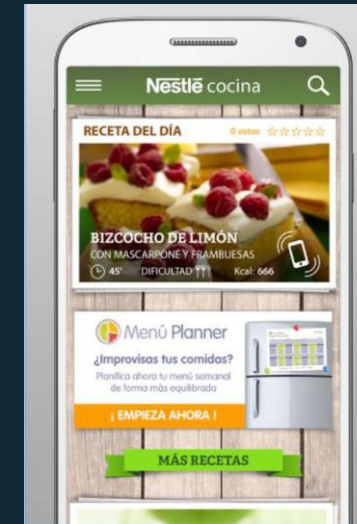 Nestlé cocina
RECETA DEL DÍA 0 votos
BIZCOCHO DE LIMÓN
CON MASCARPONE Y FRAMBUESAS
45' DIFICULTAD Kcal: 666
Menú Planner
¿Improvisas tus comidas?
Planifica ahora tu menú semanal
de forma más equilibrada
¡ EMPIEZA AHORA !
MÁS RECETAS